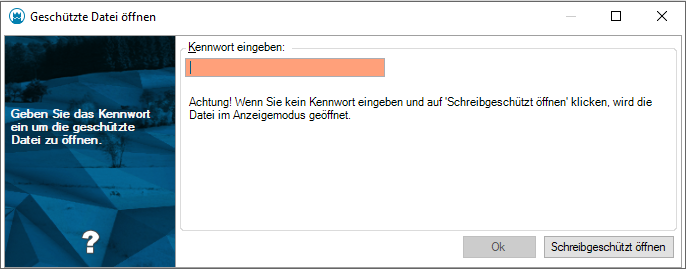 Geschützte Datei öffnen
Kennwort eingeben:
Geben Sie das Kennwort
ein um die geschützte
Datei zu öffnen.
Achtung! Wenn Sie kein Kennwort eingeben und auf 'Schreibgeschützt öffnen' klicken, wird die
Datei im Anzeigemodus geöffnet.
?
Ok
Schreibgeschützt öffnen